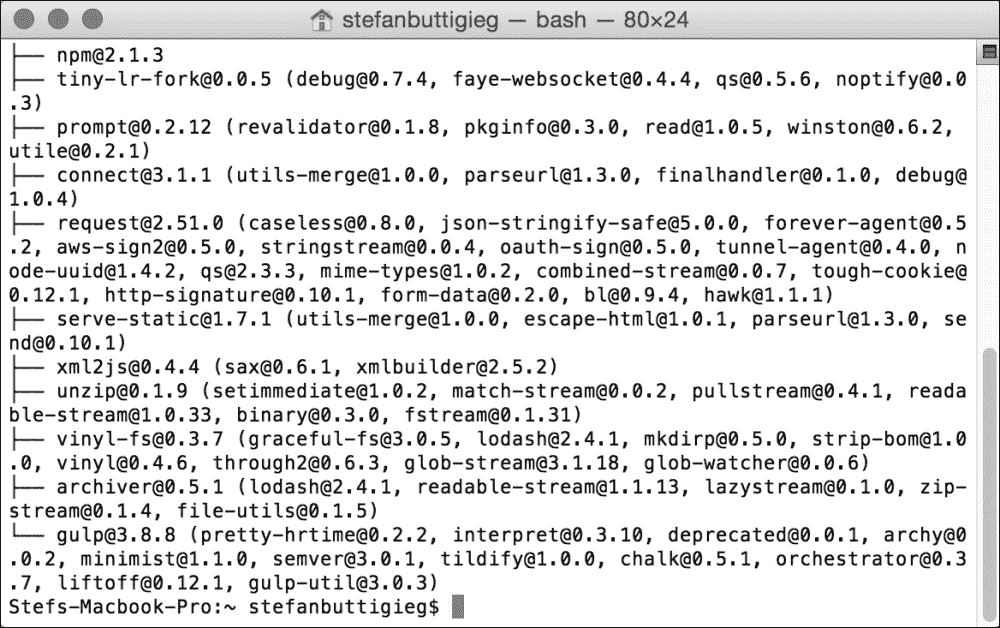 stefanbuttigieg — bash — 80×24
├── npm@2.1.3
├── tiny-lr-fork@0.0.5 (debug@0.7.4, faye-websocket@0.4.4, qs@0.5.6, noptify@0.0
.3)
├── prompt@0.2.12 (revalidator@0.1.8, pkginfo@0.3.0, read@1.0.5, winston@0.6.2,
utile@0.2.1)
├── connect@3.1.1 (utils-merge@1.0.0, parseurl@1.3.0, finalhandler@0.1.0, debug@
1.0.4)
├── request@2.51.0 (caseless@0.8.0, json-stringify-safe@5.0.0, forever-agent@0.5
.2, aws-sign2@0.5.0, stringstream@0.0.4, oauth-sign@0.5.0, tunnel-agent@0.4.0, n
ode-uuid@1.4.2, qs@2.3.3, mime-types@1.0.2, combined-stream@0.0.7, tough-cookie@
0.12.1, http-signature@0.10.1, form-data@0.2.0, bl@0.9.4, hawk@1.1.1)
├── serve-static@1.7.1 (utils-merge@1.0.0, escape-html@1.0.1, parseurl@1.3.0, se
nd@0.10.1)
├── xml2js@0.4.4 (sax@0.6.1, xmlbuilder@2.5.2)
├── unzip@0.1.9 (setimmediate@1.0.2, match-stream@0.0.2, pullstream@0.4.1, reada
ble-stream@1.0.33, binary@0.3.0, fstream@0.1.31)
├── vinyl-fs@0.3.7 (graceful-fs@3.0.5, lodash@2.4.1, mkdirp@0.5.0, strip-bom@1.0
.0, vinyl@0.4.6, through2@0.6.3, glob-stream@3.1.18, glob-watcher@0.0.6)
├── archiver@0.5.1 (lodash@2.4.1, readable-stream@1.1.13, lazystream@0.1.0, zip-
stream@0.1.4, file-utils@0.1.5)
└── gulp@3.8.8 (pretty-hrtime@0.2.2, interpret@0.3.10, deprecated@0.0.1, archy@0
.0.2, minimist@1.1.0, semver@3.0.1, tildify@1.0.0, chalk@0.5.1, orchestrator@0.3
.7, liftoff@0.12.1, gulp-util@3.0.3)
Stefs-Macbook-Pro:~ stefanbuttigieg$